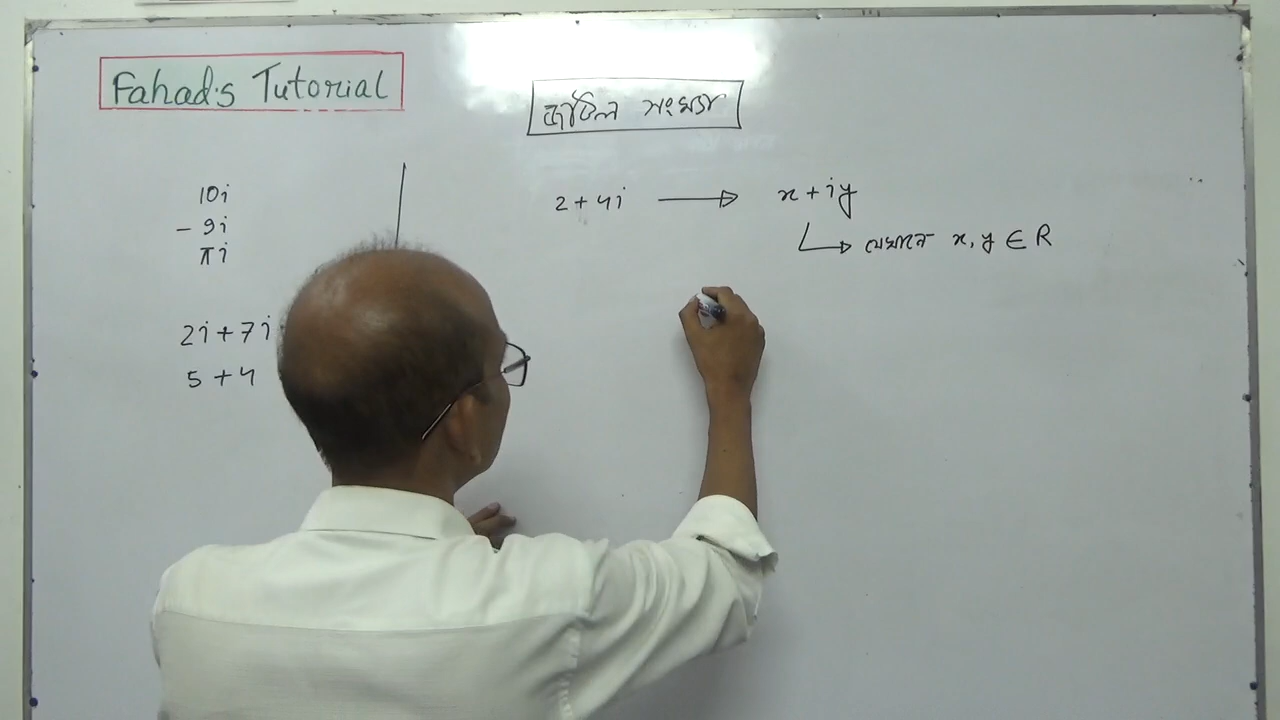 Fahad's Tutorial
জটিল সংখ্যা
10i
- 9i
πi
2i + 7i
5 + 4
2 + 4i ⟶ x + iy
↳ যেখানে x, y ∈ R